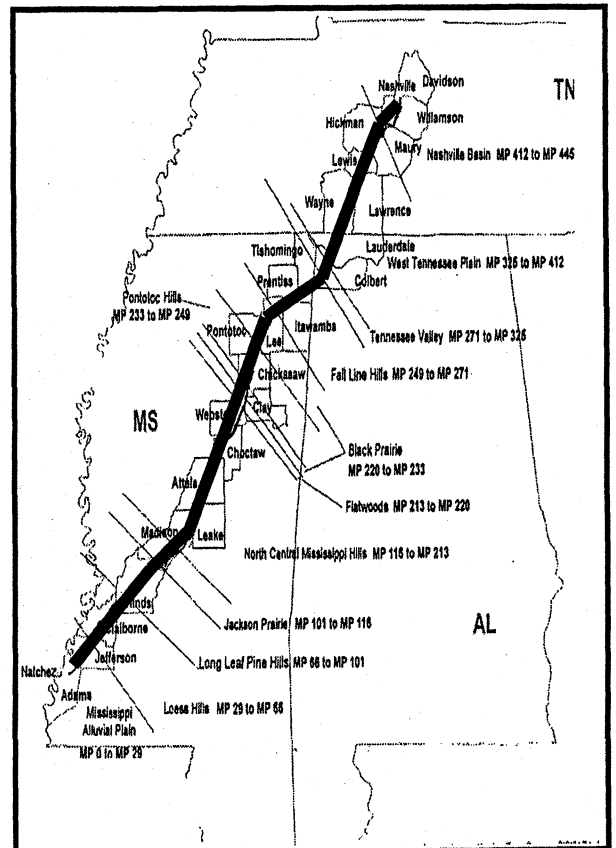 Nashville
Davidson
TN
Hickman
Williamson
Maury
Lewis
Nashville Basin MP 412 to MP 445
Wayne
Lawrence
Tishomingo
Lauderdale
West Tennessee Plain MP 325 to MP 412
Prentiss
Colbert
Pontotoc Hills
MP 233 to MP 249
Itawamba
Pontotoc
Lee
Tennessee Valley MP 271 to MP 325
Chickasaw
Fall Line Hills MP 249 to MP 271
MS
Clay
Choctaw
Black Prairie
MP 220 to MP 233
Attala
Flatwoods MP 213 to MP 220
Madison
Leake
North Central Mississippi Hills MP 116 to MP 213
Jackson Prairie MP 101 to MP 116
AL
Long Leaf Pine Hills MP 66 to MP 101
Jefferson
Natchez
Adams
Loess Hills MP 29 to MP 66
Mississippi
Alluvial Plain
MP 0 to MP 29